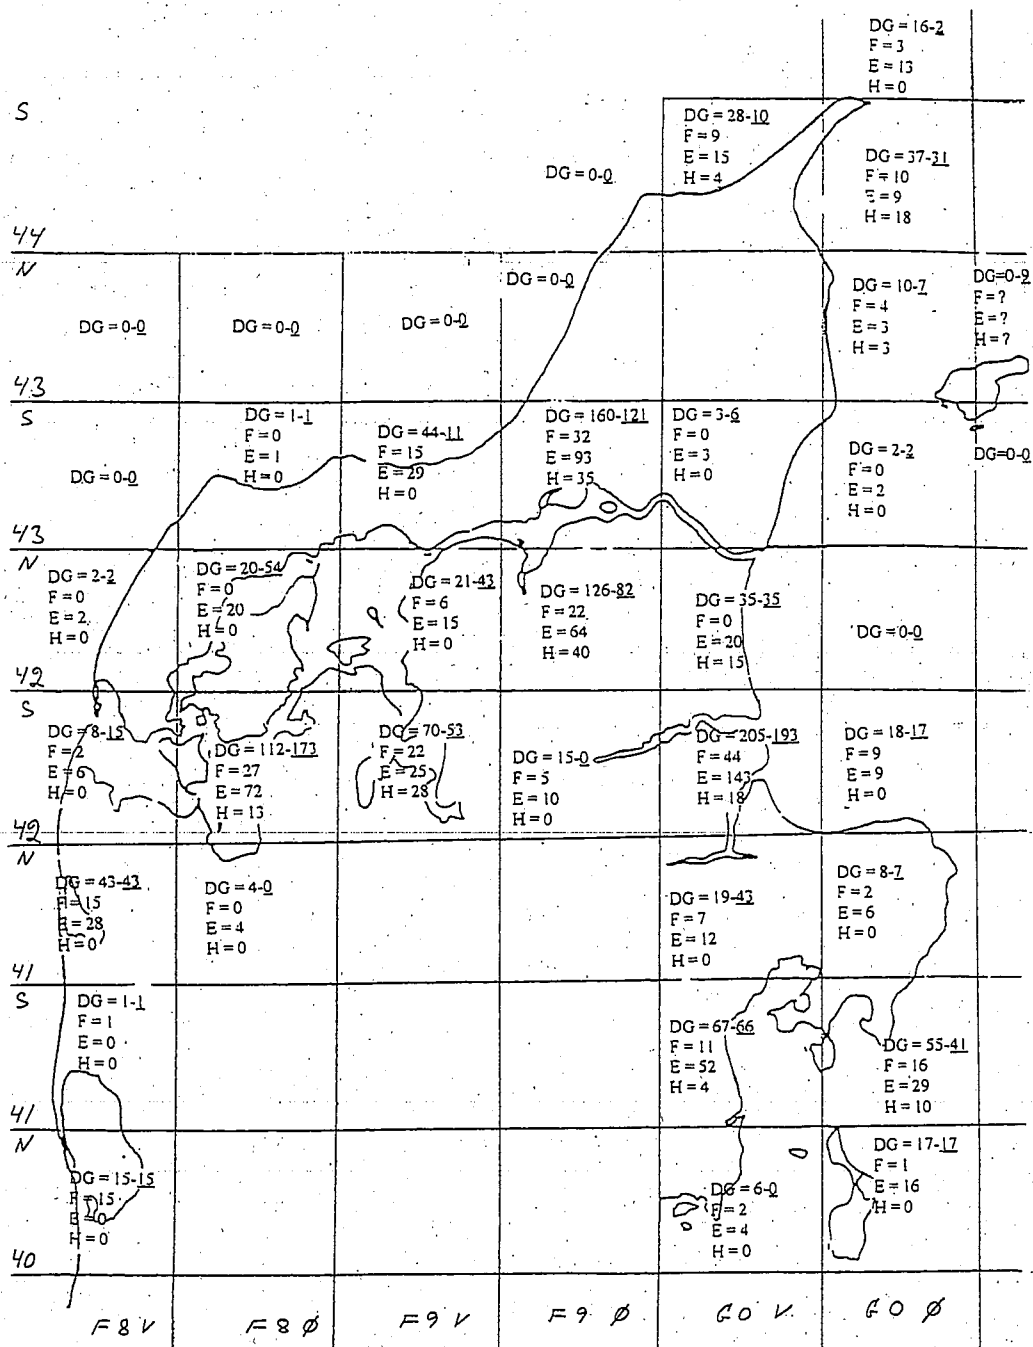 DG = 16-2
F = 3
E = 13
H = 0
S
DG = 28-10
F = 9
E = 15
H = 4
DG = 0-0
DG = 37-31
F = 10
E = 9
H = 18
44
N
DG = 0-0
DG = 0-0
DG = 0-0
DG = 0-0
DG = 10-7
F = 4
E = 3
H = 3
DG=0-9
F = ?
E = ?
H = ?
43
S
DG = 0-0
DG = 1-1
F = 0
E = 1
H = 0
DG = 44-11
F = 15
E = 29
H = 0
DG = 160-121
F = 32
E = 93
H = 35
DG = 3-6
F = 0
E = 3
H = 0
DG = 2-2
F = 0
E = 2
H = 0
DG=0-0
43
N
DG = 2-2
F = 0
E = 2
H = 0
DG = 20-54
F = 0
E = 20
H = 0
DG = 21-43
F = 6
E = 15
H = 0
DG = 126-82
F = 22
E = 64
H = 40
DG = 35-35
F = 0
E = 20
H = 15
DG = 0-0
42
S
DG = 8-15
F = 2
E = 6
H = 0
DG = 112-173
F = 27
E = 72
H = 13
DG = 70-53
F = 22
E = 25
H = 28
DG = 15-0
F = 5
E = 10
H = 0
DG = 205-193
F = 44
E = 143
H = 18
DG = 18-17
F = 9
E = 9
H = 0
42
N
DG = 43-43
F = 15
E = 28
H = 0
DG = 4-0
F = 0
E = 4
H = 0
DG = 19-43
F = 7
E = 12
H = 0
DG = 8-7
F = 2
E = 6
H = 0
41
S
DG = 1-1
F = 1
E = 0
H = 0
DG = 67-66
F = 11
E = 52
H = 4
DG = 55-41
F = 16
E = 29
H = 10
41
N
DG = 15-15
F = 15
E = 0
H = 0
DG = 6-0
F = 2
E = 4
H = 0
DG = 17-17
F = 1
E = 16
H = 0
40
F8V F8Ø F9V F9Ø G0V G0Ø